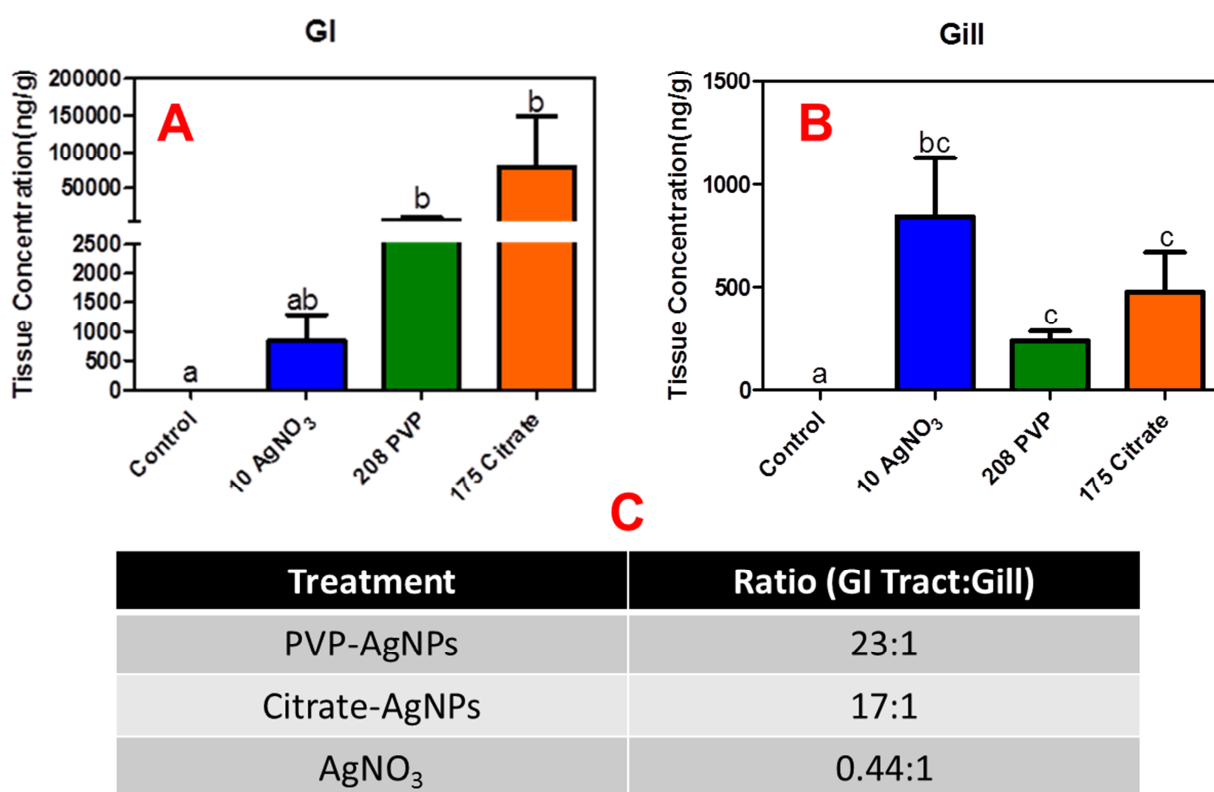 GI
Tissue Concentration(ng/g)
200000
150000
100000
50000
2500
2000
1500
1000
500
0
A
a
ab
b
b
Control
10 AgNO₃
208 PVP
175 Citrate
Gill
Tissue Concentration(ng/g)
1500
1000
500
0
B
a
bc
c
c
Control
10 AgNO₃
208 PVP
175 Citrate
C
Treatment Ratio (GI Tract:Gill)
PVP-AgNPs 23:1
Citrate-AgNPs 17:1
AgNO₃ 0.44:1